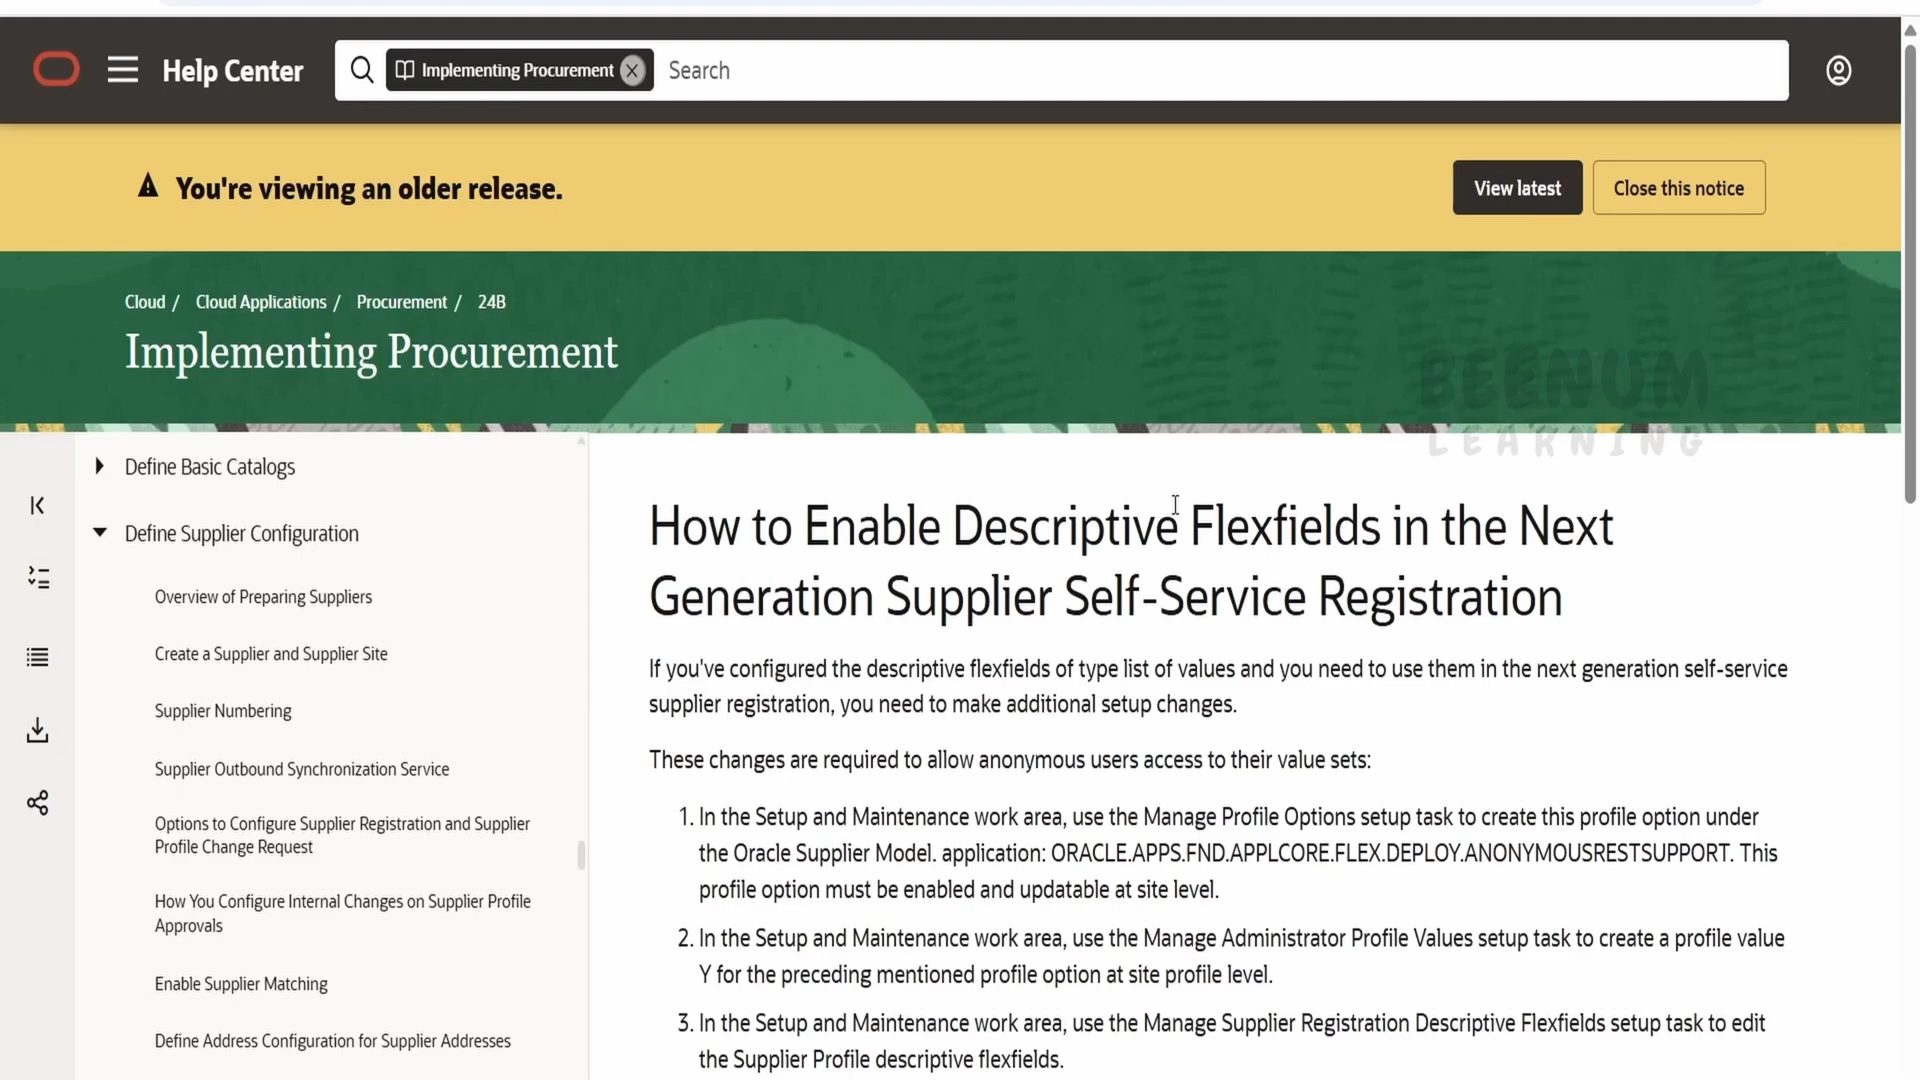 Help Center
Implementing Procurement
Search
You're viewing an older release.
View latest
Close this notice
Cloud / Cloud Applications / Procurement / 24B
Implementing Procurement
BEENUM
LEARNING
Define Basic Catalogs
Define Supplier Configuration
Overview of Preparing Suppliers
Create a Supplier and Supplier Site
Supplier Numbering
Supplier Outbound Synchronization Service
Options to Configure Supplier Registration and Supplier
Profile Change Request
How You Configure Internal Changes on Supplier Profile
Approvals
Enable Supplier Matching
Define Address Configuration for Supplier Addresses
How to Enable Descriptive Flexfields in the Next
Generation Supplier Self-Service Registration
If you've configured the descriptive flexfields of type list of values and you need to use them in the next generation self-service
supplier registration, you need to make additional setup changes.
These changes are required to allow anonymous users access to their value sets:
1. In the Setup and Maintenance work area, use the Manage Profile Options setup task to create this profile option under
the Oracle Supplier Model. application: ORACLE.APPS.FND.APPLCORE.FLEX.DEPLOY.ANONYMOUSRESTSUPPORT. This
profile option must be enabled and updatable at site level.
2. In the Setup and Maintenance work area, use the Manage Administrator Profile Values setup task to create a profile value
Y for the preceding mentioned profile option at site profile level.
3. In the Setup and Maintenance work area, use the Manage Supplier Registration Descriptive Flexfields setup task to edit
the Supplier Profile descriptive flexfields.